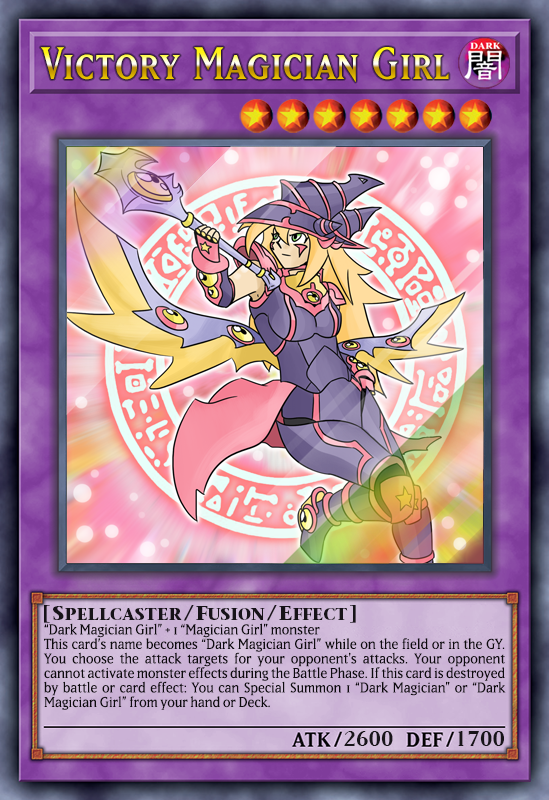 VICTORY MAGICIAN GIRL
DARK
闇
[SPELLCASTER/FUSION/EFFECT]
“Dark Magician Girl” + 1 “Magician Girl” monster
This card’s name becomes “Dark Magician Girl” while on the field or in the GY.
You choose the attack targets for your opponent’s attacks. Your opponent
cannot activate monster effects during the Battle Phase. If this card is destroyed
by battle or card effect: You can Special Summon 1 “Dark Magician” or “Dark
Magician Girl” from your hand or Deck.
ATK/2600 DEF/1700